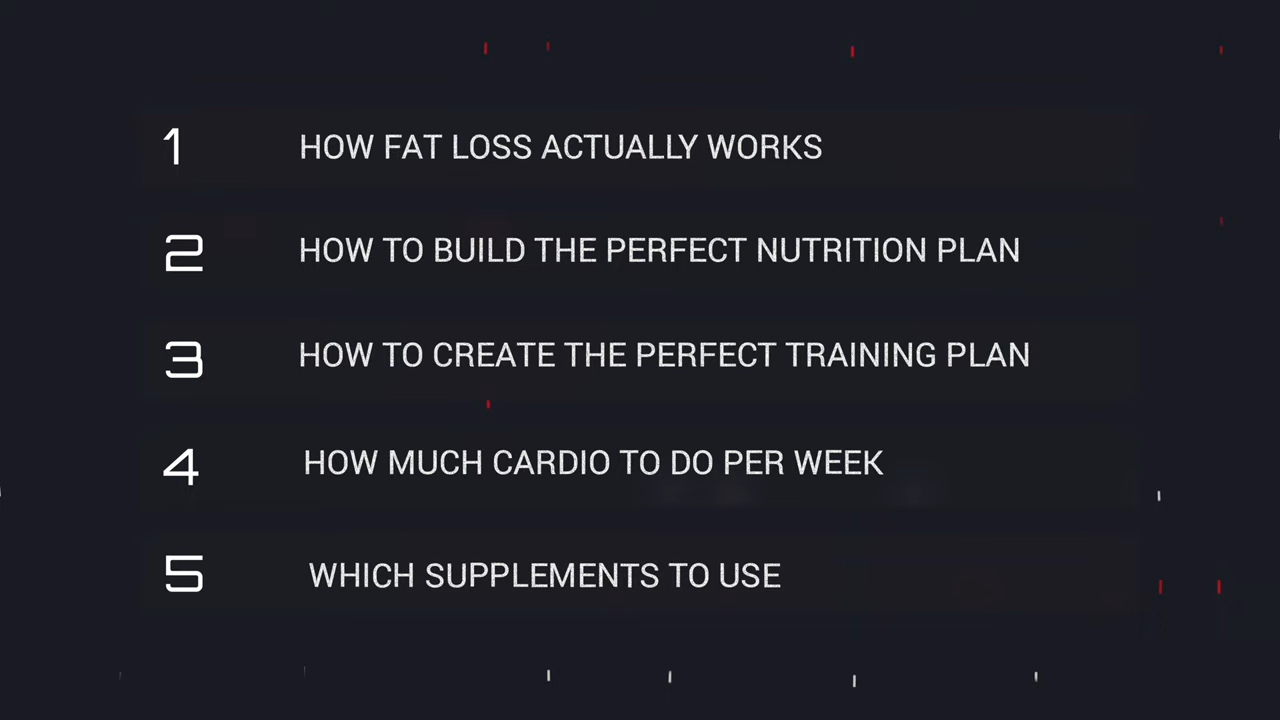 1 HOW FAT LOSS ACTUALLY WORKS
2 HOW TO BUILD THE PERFECT NUTRITION PLAN
3 HOW TO CREATE THE PERFECT TRAINING PLAN
4 HOW MUCH CARDIO TO DO PER WEEK
5 WHICH SUPPLEMENTS TO USE